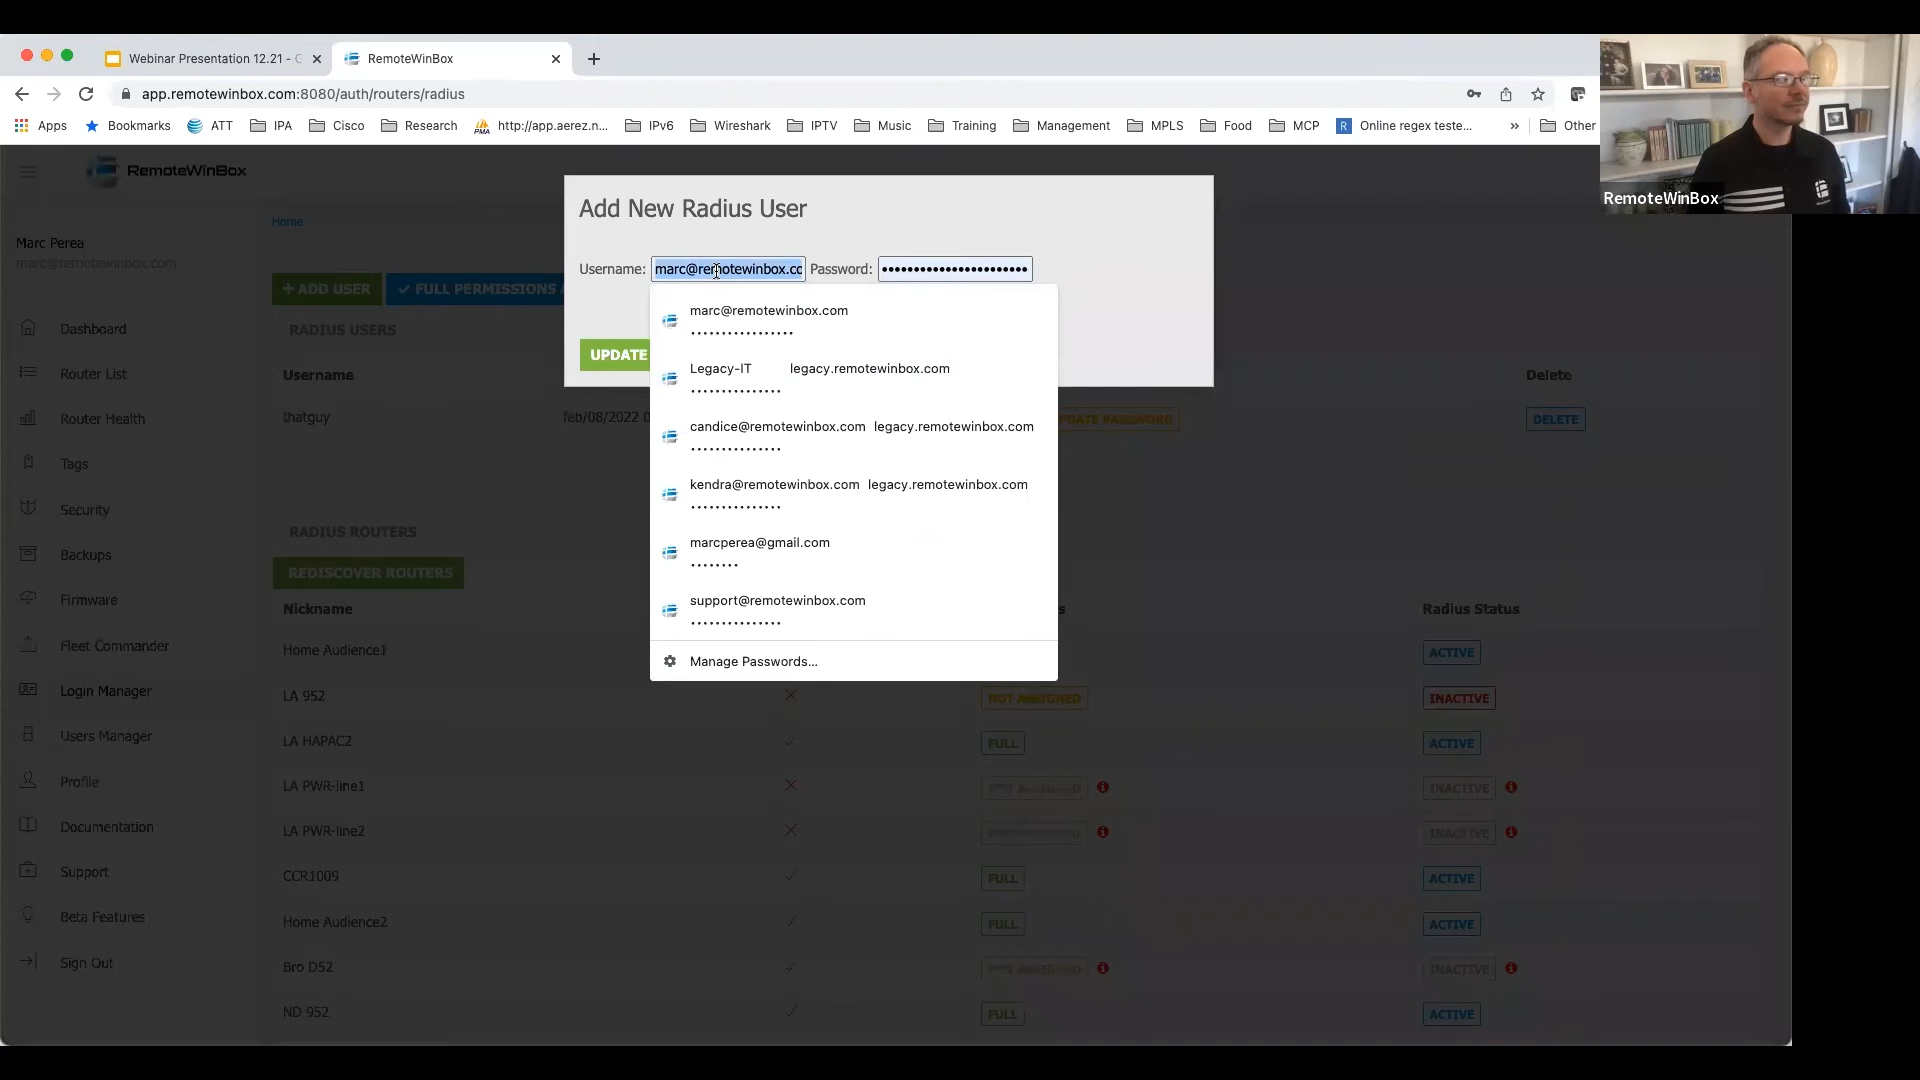 Webinar Presentation 12.21 - G
RemoteWinBox
app.remotewinbox.com:8080/auth/routers/radius
Apps
Bookmarks
ATT
IPA
Cisco
Research
PMA
http://app.aerez.n...
IPv6
Wireshark
IPTV
Music
Training
Management
MPLS
Food
MCP
R
Online regex teste...
»
Other
RemoteWinBox
RemoteWinBox
Marc Perea
marc@remotewinbox.com
Dashboard
Router List
Router Health
Tags
Security
Backups
Firmware
Fleet Commander
Login Manager
Users Manager
Profile
Documentation
Support
Beta Features
Sign Out
Home
+ ADD USER
FULL PERMISSIONS
RADIUS USERS
Username
Delete
thatguy
feb/08/2022
UPDATE PASSWORD
DELETE
Add New Radius User
Username: marc@remotewinbox.co Password: •••••••••••••••••••••••
UPDATE
marc@remotewinbox.com
•••••••••••••••••
Legacy-IT legacy.remotewinbox.com
•••••••••••••••
candice@remotewinbox.com legacy.remotewinbox.com
•••••••••••••••
kendra@remotewinbox.com legacy.remotewinbox.com
•••••••••••••••
marcperea@gmail.com
••••••••
support@remotewinbox.com
•••••••••••••••
Manage Passwords...
RADIUS ROUTERS
REDISCOVER ROUTERS
Nickname
Radius Status
Home Audience1
ACTIVE
LA 952
NOT ASSIGNED
INACTIVE
LA HAPAC2
FULL
ACTIVE
LA PWR-line1
INACTIVE
LA PWR-line2
INACTIVE
CCR1009
FULL
ACTIVE
Home Audience2
FULL
ACTIVE
Bro D52
INACTIVE
ND 952
FULL
ACTIVE